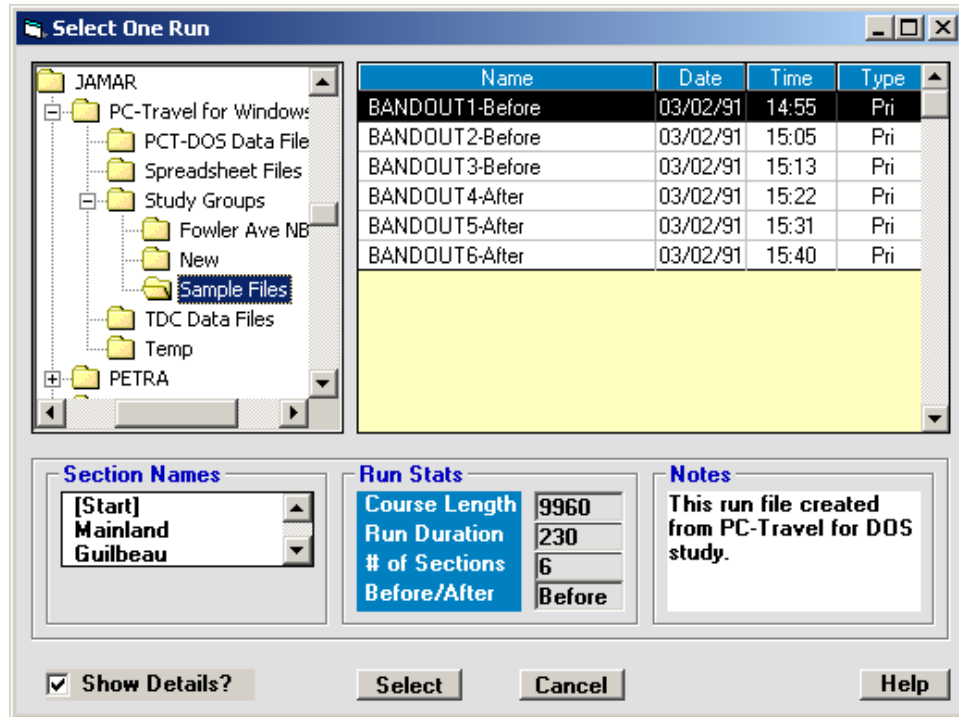 Select One Run
JAMAR
PC-Travel for Windows
PCT-DOS Data File
Spreadsheet Files
Study Groups
Fowler Ave NB
New
Sample Files
TDC Data Files
Temp
PETRA
Name Date Time Type
BANDOUT1-Before 03/02/91 14:55 Pri
BANDOUT2-Before 03/02/91 15:05 Pri
BANDOUT3-Before 03/02/91 15:13 Pri
BANDOUT4-After 03/02/91 15:22 Pri
BANDOUT5-After 03/02/91 15:31 Pri
BANDOUT6-After 03/02/91 15:40 Pri
Section Names
[Start]
Mainland
Guilbeau
Run Stats
Course Length 9960
Run Duration 230
# of Sections 6
Before/After Before
Notes
This run file created
from PC-Travel for DOS
study.
Show Details?
Select
Cancel
Help